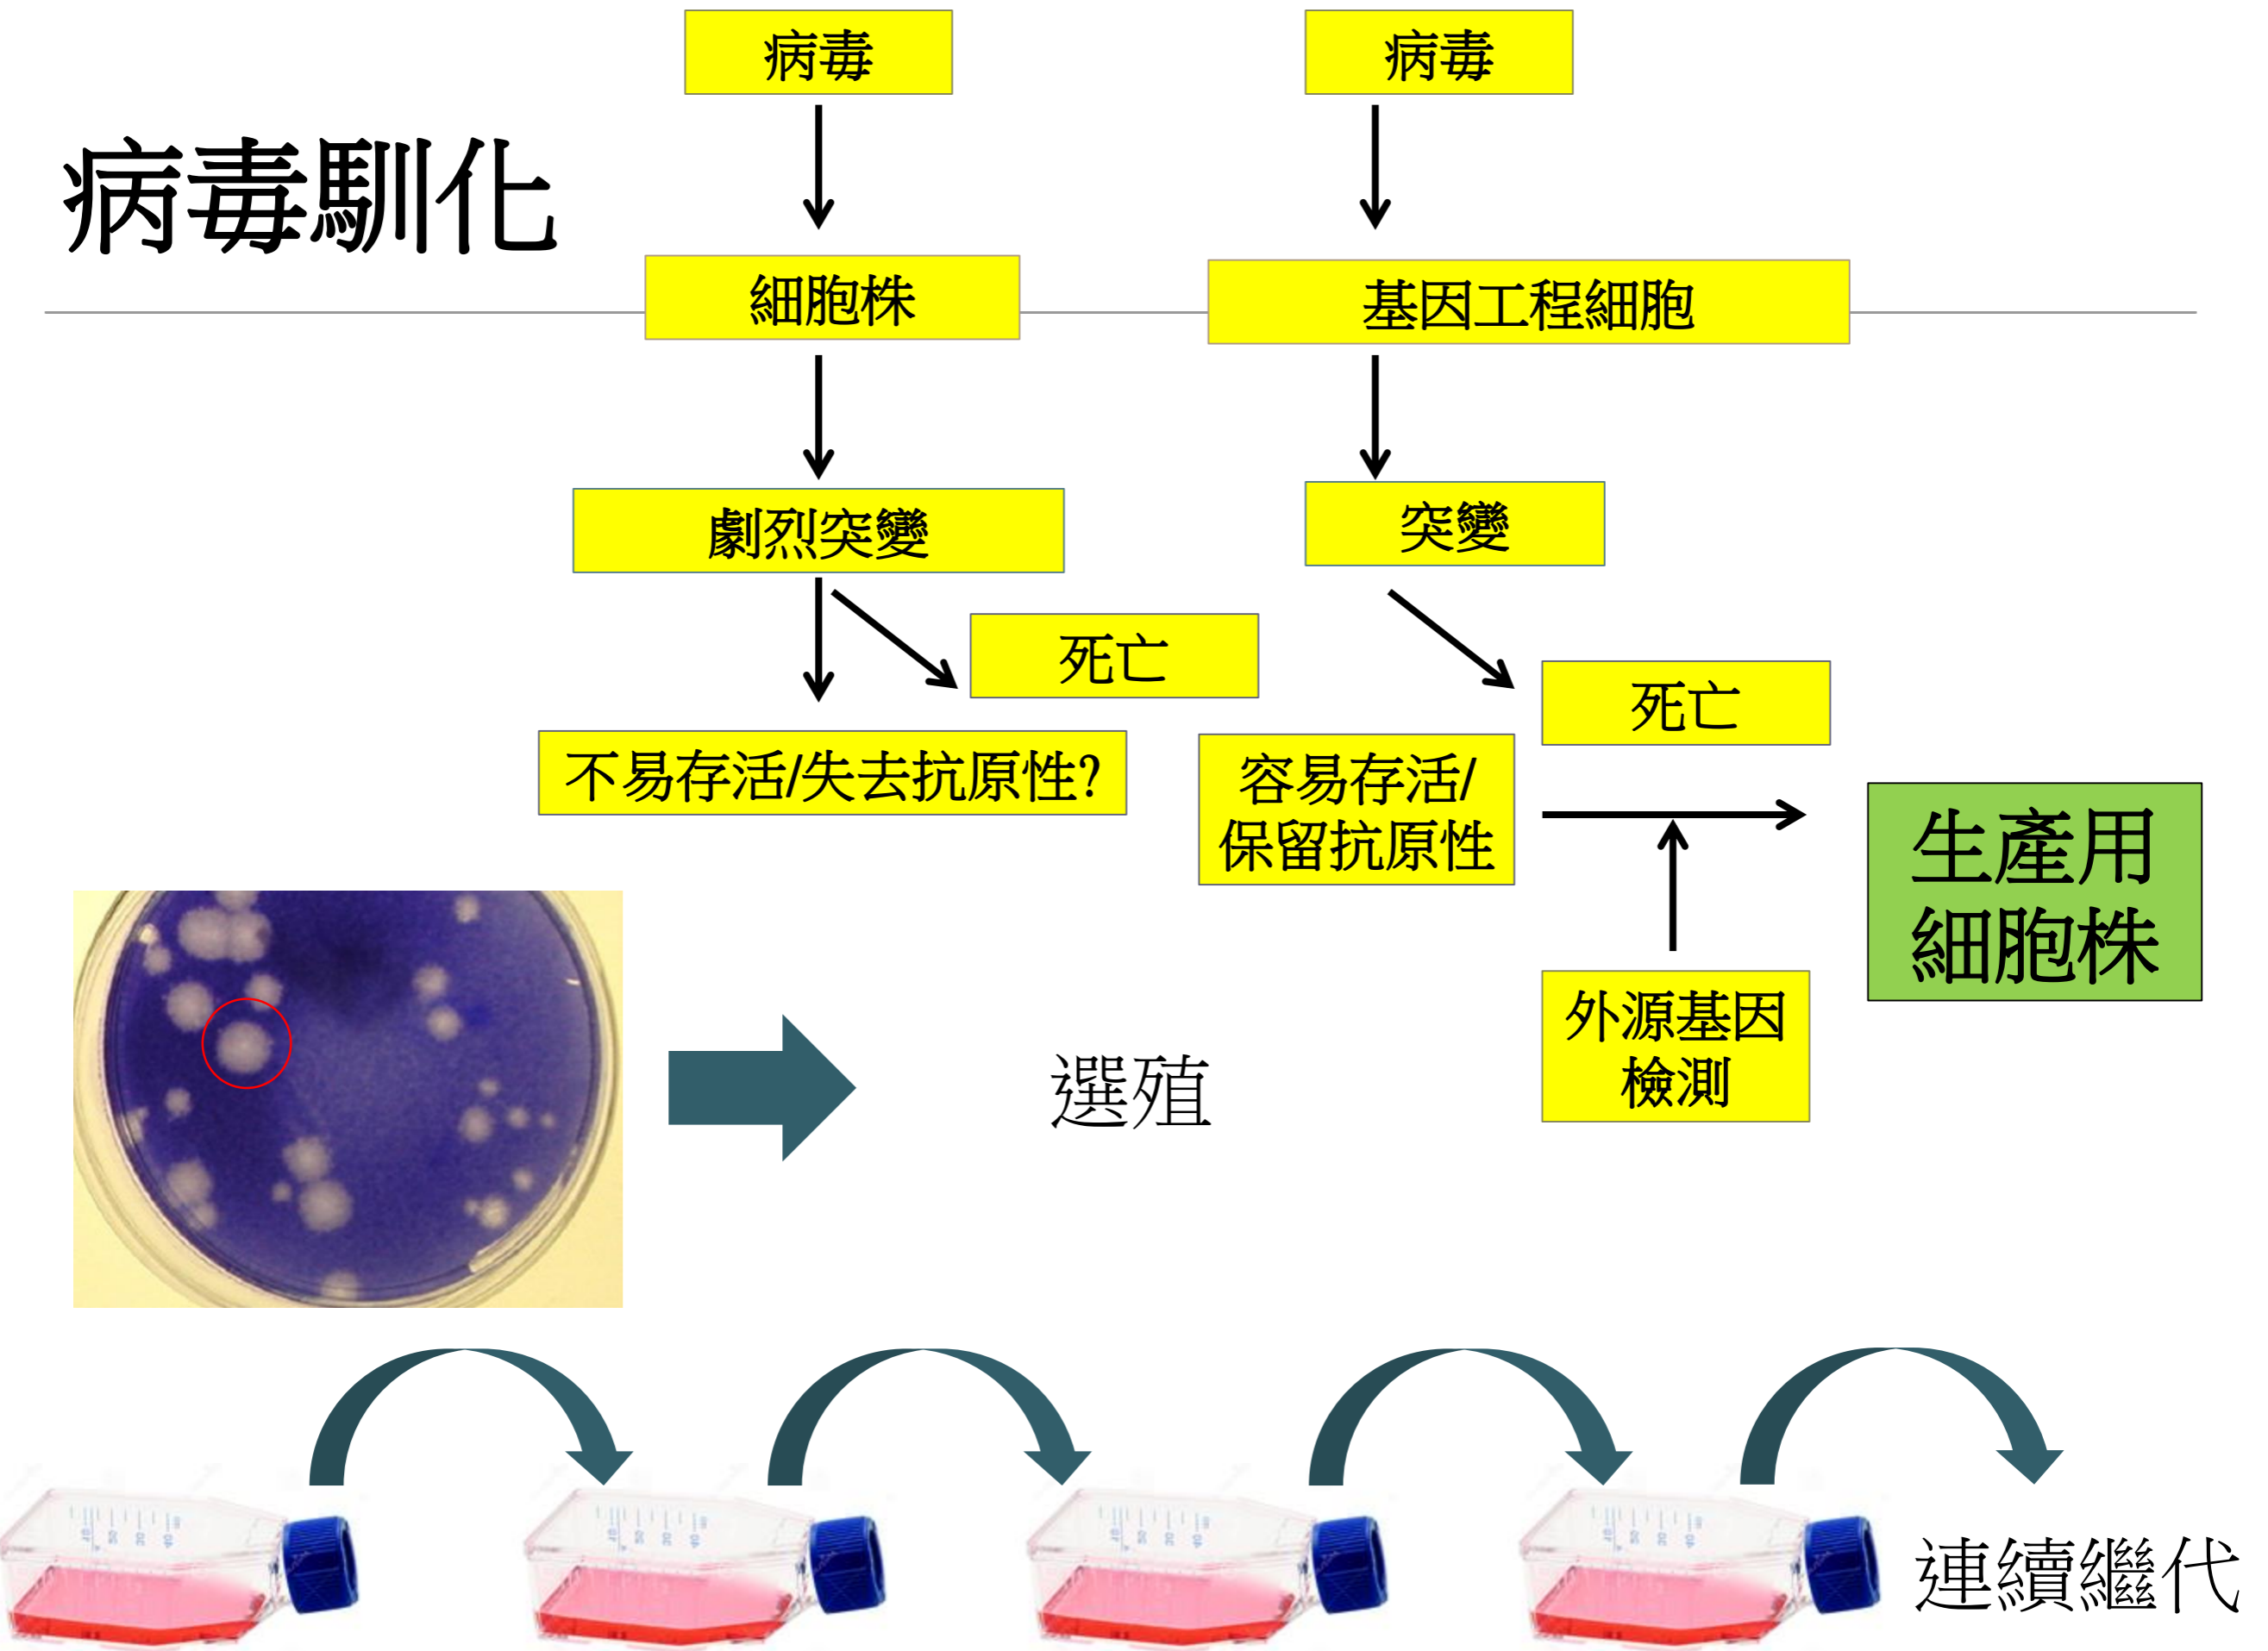 病毒馴化
病毒
病毒
細胞株
基因工程細胞
劇烈突變
突變
死亡
死亡
不易存活/失去抗原性?
容易存活/
保留抗原性
生產用
細胞株
外源基因
檢測
選殖
連續繼代